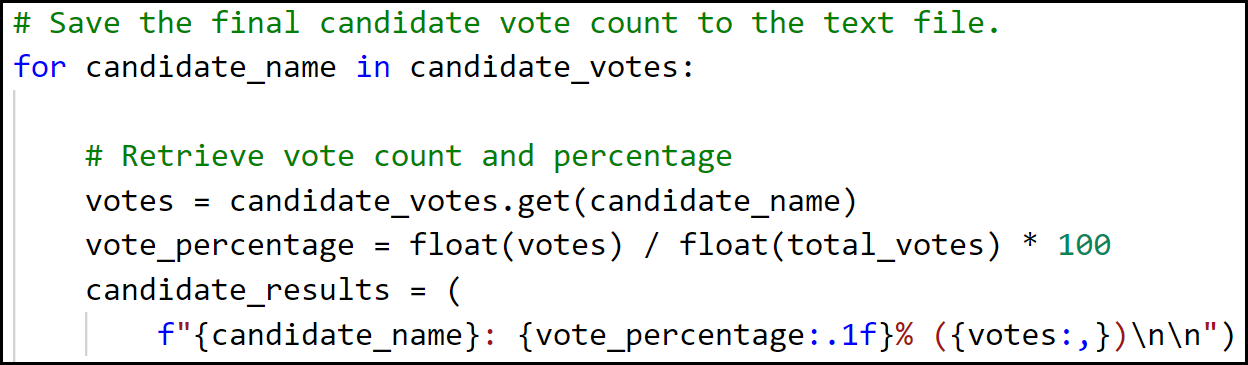 # Save the final candidate vote count to the text file.
for candidate_name in candidate_votes:
# Retrieve vote count and percentage
votes = candidate_votes.get(candidate_name)
vote_percentage = float(votes) / float(total_votes) * 100
candidate_results = (
f"{candidate_name}: {vote_percentage:.1f}% ({votes:,})\n\n")